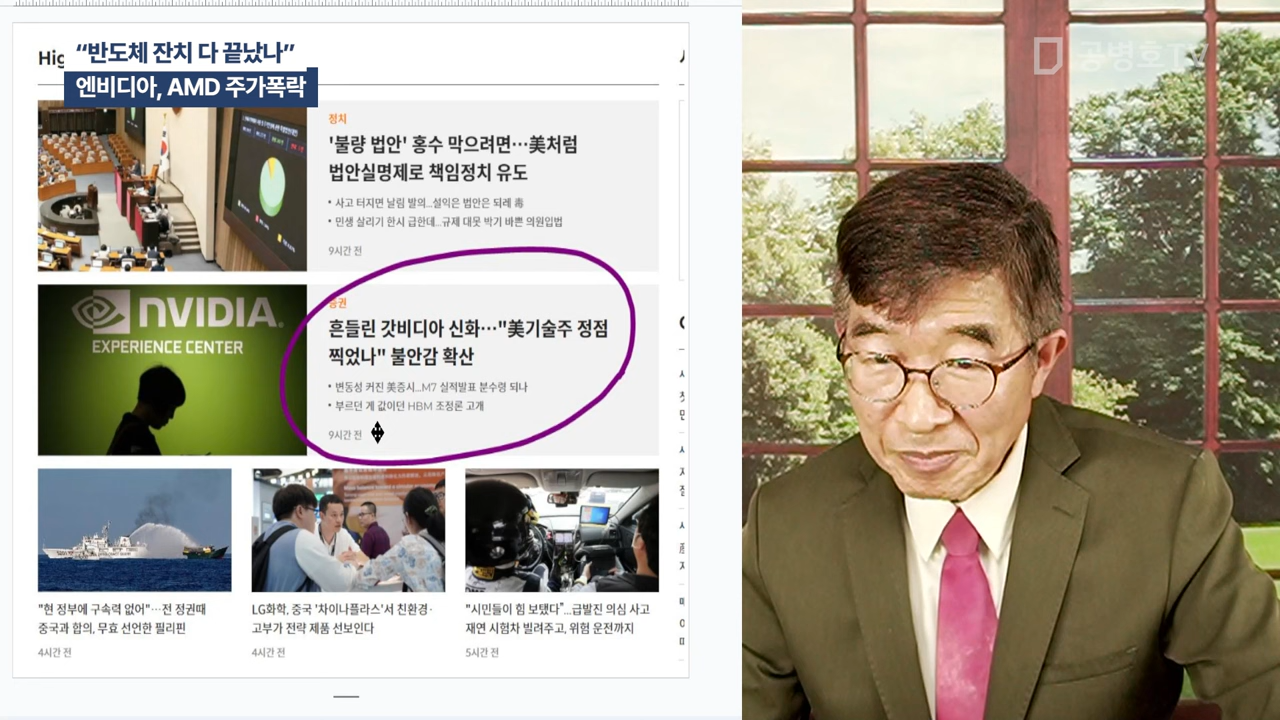 “반도체 잔치 다 끝났나”
엔비디아, AMD 주가폭락
공병호TV
정치
'불량 법안' 홍수 막으려면…美처럼
법안실명제로 책임정치 유도
• 사고 터지면 날림 발의…설익은 법안은 되레 毒
• 민생 살리기 한시 급한데…규제 대못 박기 바쁜 의원입법
9시간 전
NVIDIA.
EXPERIENCE CENTER
증권
흔들린 갓비디아 신화…"美기술주 정점
찍었나" 불안감 확산
• 변동성 커진 美증시…M7 실적발표 분수령 되나
• 부르던 게 값이던 HBM 조정론 고개
9시간 전
"현 정부에 구속력 없어"…전 정권때
중국과 합의, 무효 선언한 필리핀
4시간 전
LG화학, 중국 '차이나플라스'서 친환경·
고부가 전략 제품 선보인다
4시간 전
"시민들이 힘 보탰다"…급발진 의심 사고
재연 시험차 빌려주고, 위험 운전까지
5시간 전